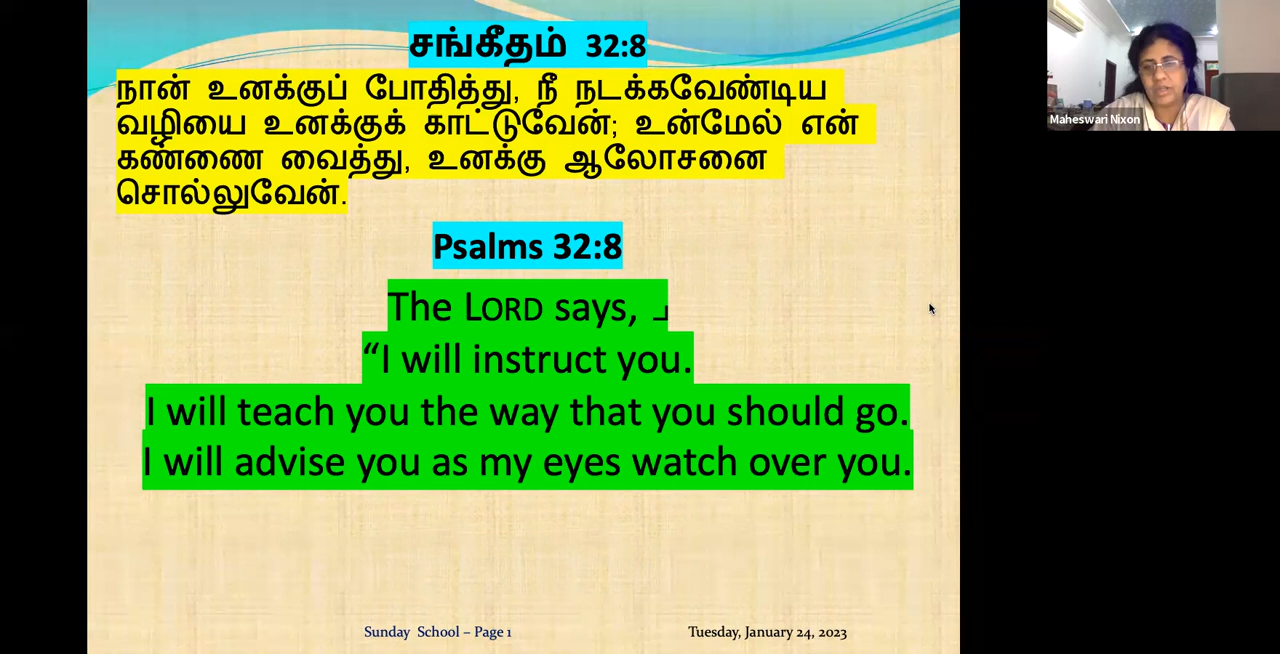 சங்கீதம் 32:8
நான் உனக்குப் போதித்து, நீ நடக்கவேண்டிய
வழியை உனக்குக் காட்டுவேன்; உன்மேல் என்
கண்ணை வைத்து, உனக்கு ஆலோசனை
சொல்லுவேன்.
Psalms 32:8
The LORD says, ⌟
“I will instruct you.
I will teach you the way that you should go.
I will advise you as my eyes watch over you.
Sunday School – Page 1
Tuesday, January 24, 2023
Maheswari Nixon